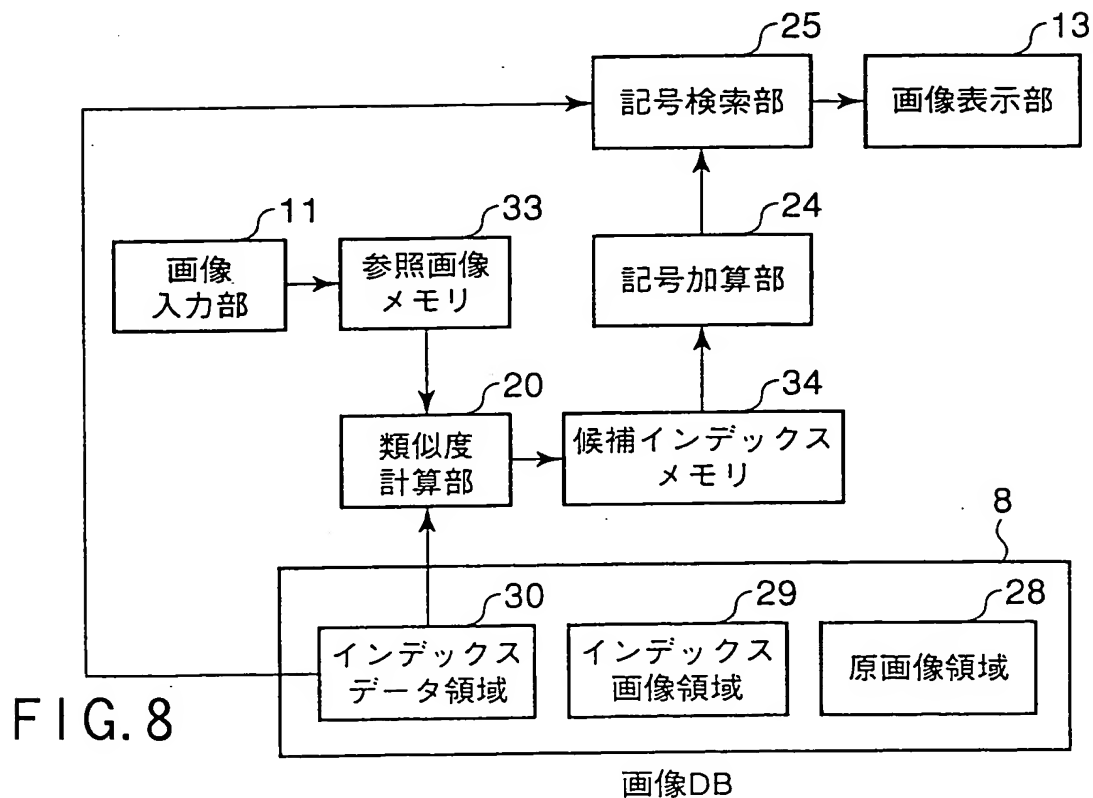 25
13
記号検索部
画像表示部
11
33
24
画像
入力部
参照画像
メモリ
記号加算部
20
34
類似度
計算部
候補インデックス
メモリ
8
30
29
28
インデックス
データ領域
インデックス
画像領域
原画像領域
FIG. 8
画像DB